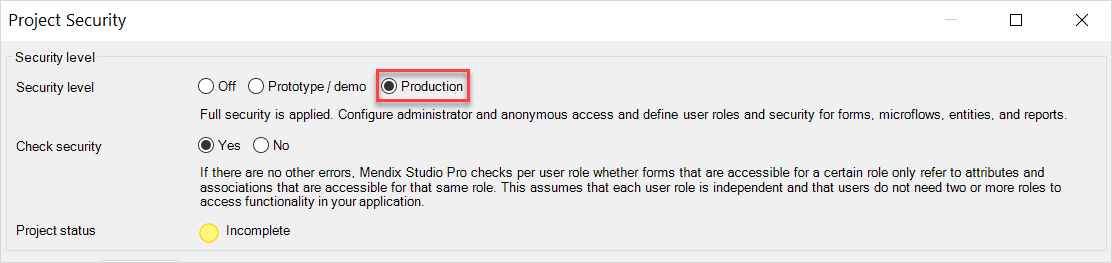 Project Security
Security level
Security level Off Prototype / demo Production
Full security is applied. Configure administrator and anonymous access and define user roles and security for forms, microflows, entities, and reports.
Check security Yes No
If there are no other errors, Mendix Studio Pro checks per user role whether forms that are accessible for a certain role only refer to attributes and
associations that are accessible for that same role. This assumes that each user role is independent and that users do not need two or more roles to
access functionality in your application.
Project status Incomplete